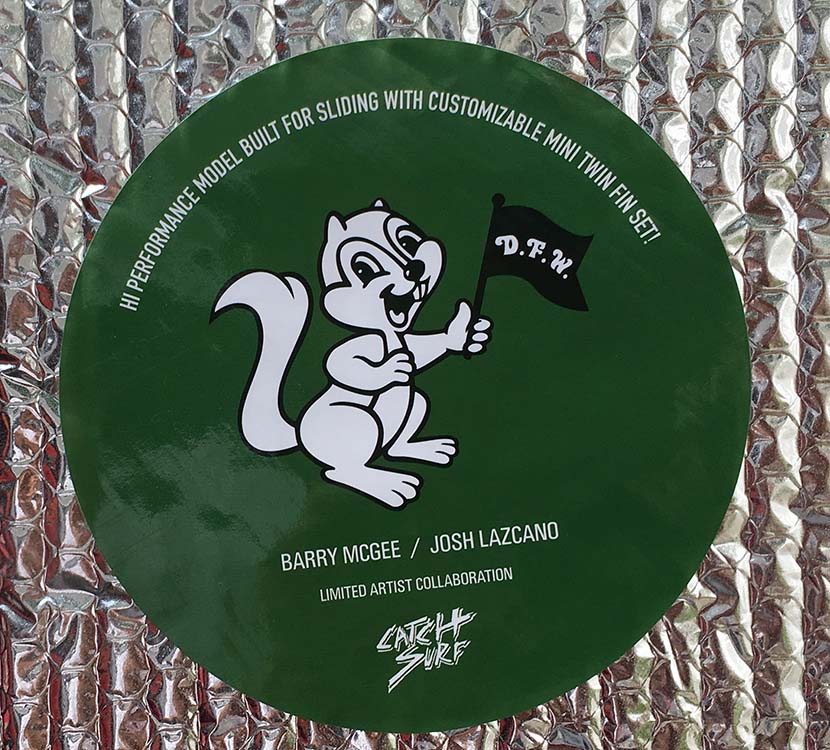 HI PERFORMANCE MODEL BUILT FOR SLIDING WITH CUSTOMIZABLE MINI TWIN FIN SET!
D.F.W.
BARRY MCGEE / JOSH LAZCANO
LIMITED ARTIST COLLABORATION
CATCH
SURF